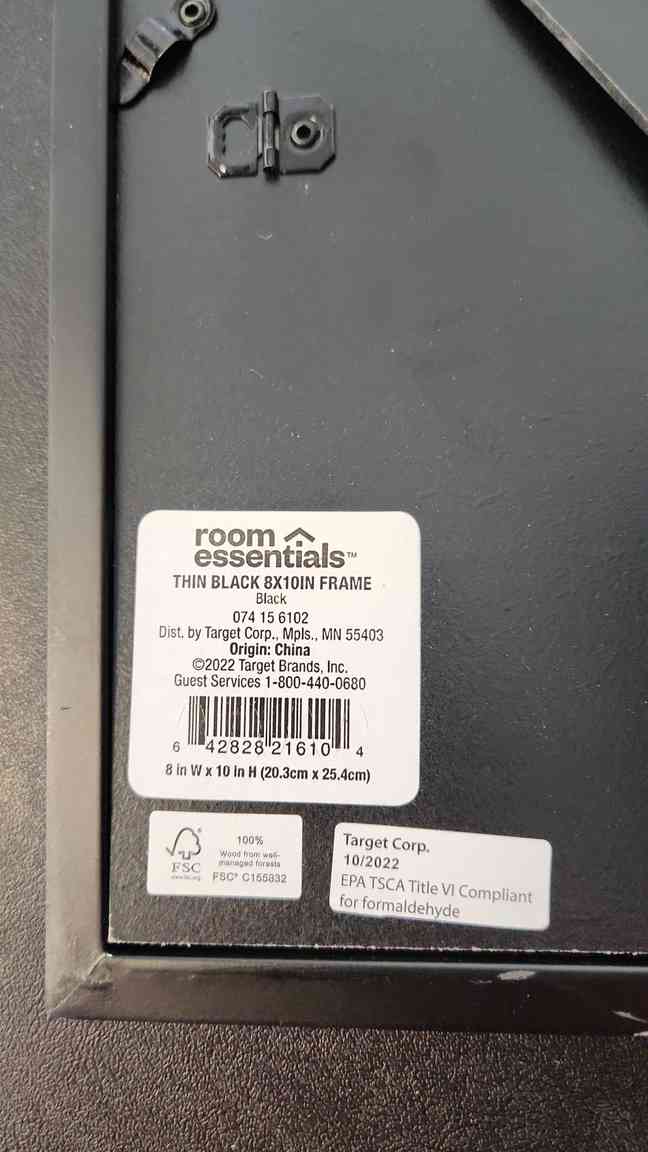 room
essentials™
THIN BLACK 8X10IN FRAME
Black
074 15 6102
Dist. by Target Corp., Mpls., MN 55403
Origin: China
©2022 Target Brands, Inc.
Guest Services 1-800-440-0680
6 42828 21610 4
8 in W x 10 in H (20.3cm x 25.4cm)
FSC
www.fsc.org
100%
Wood from well-
managed forests
FSC® C155832
Target Corp.
10/2022
EPA TSCA Title VI Compliant
for formaldehyde